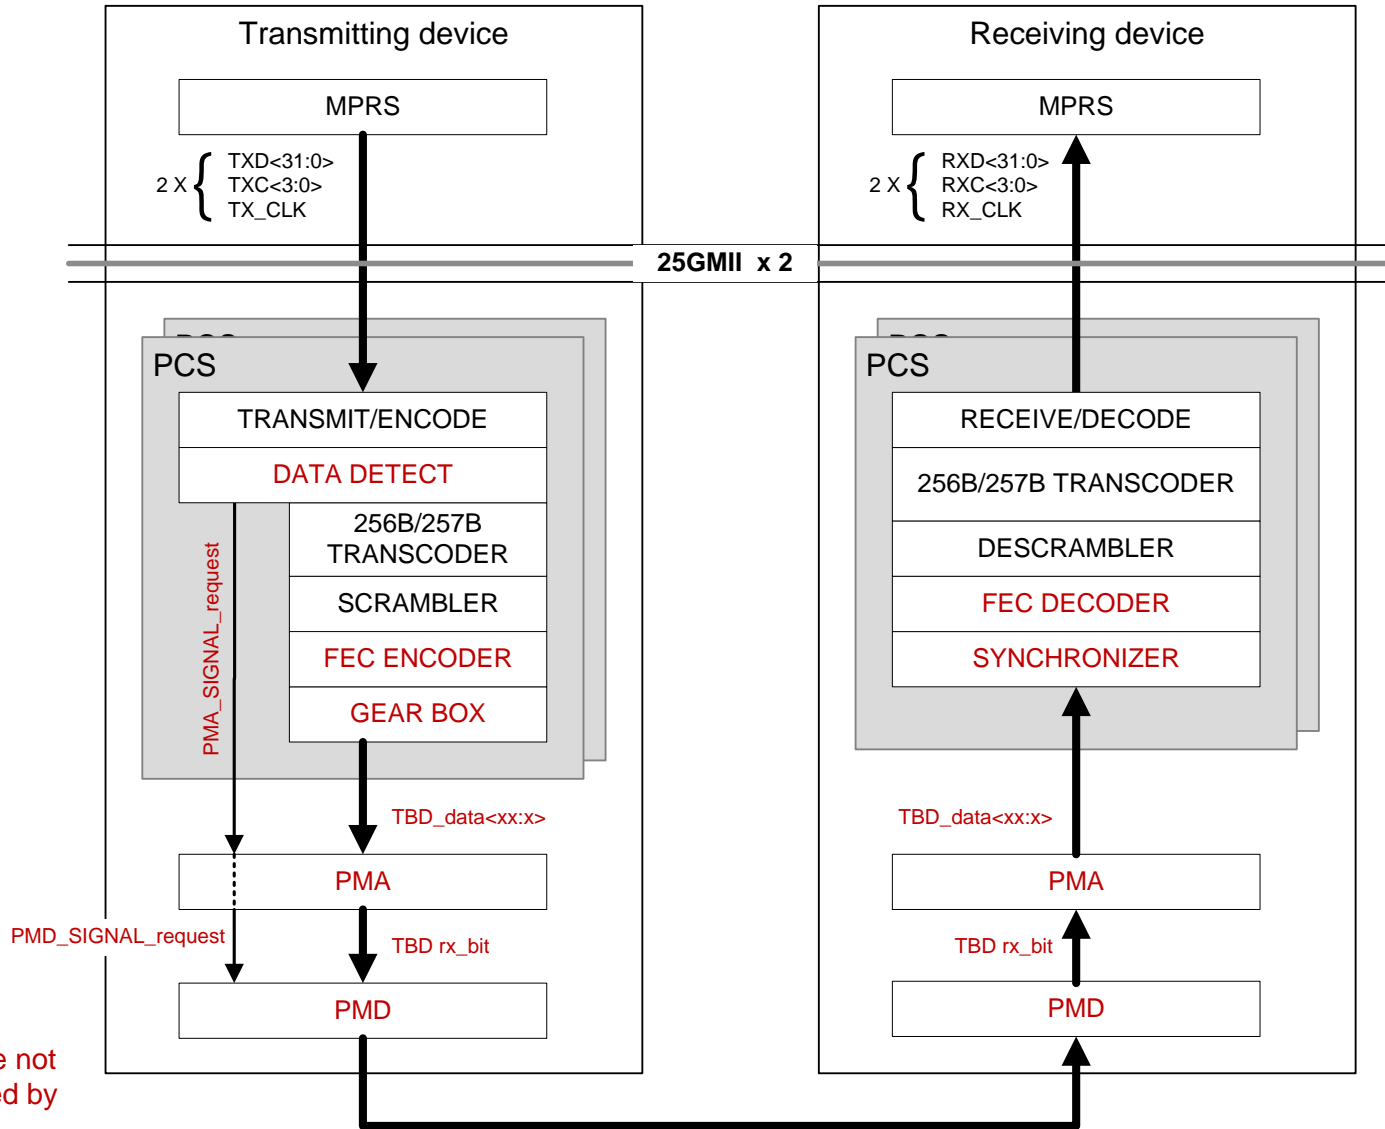 Transmitting device
MPRS
2 X
TXD<31:0>
TXC<3:0>
TX_CLK
Receiving device
MPRS
2 X
RXD<31:0>
RXC<3:0>
RX_CLK
25GMII x 2
PCS
TRANSMIT/ENCODE
DATA DETECT
256B/257B
TRANSCODER
SCRAMBLER
FEC ENCODER
GEAR BOX
PMA_SIGNAL_request
TBD_data<xx:x>
PMA
PMD_SIGNAL_request
TBD rx_bit
PMD
PCS
RECEIVE/DECODE
256B/257B TRANSCODER
DESCRAMBLER
FEC DECODER
SYNCHRONIZER
TBD_data<xx:x>
PMA
TBD rx_bit
PMD
not
by